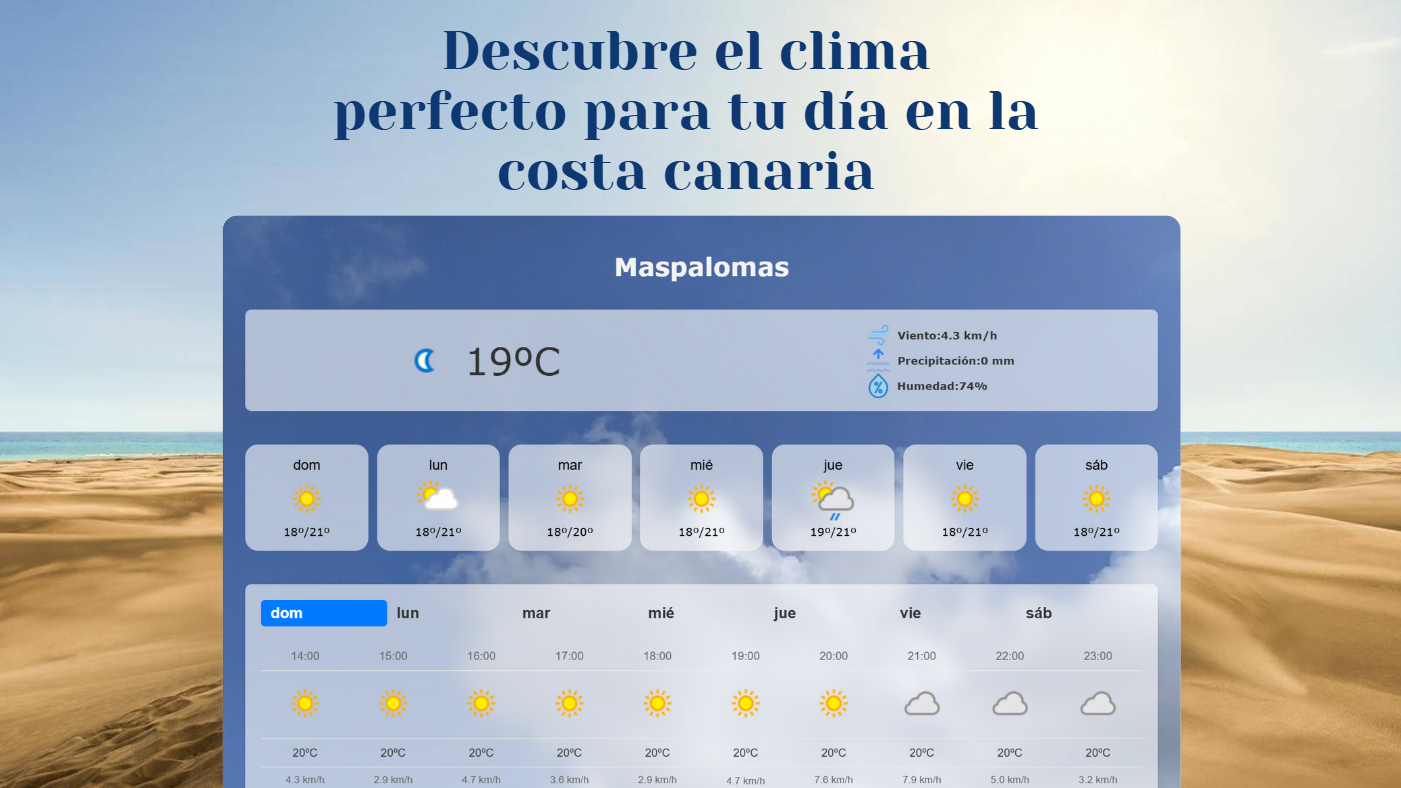 Descubre el clima
perfecto para tu día en la
costa canaria
Maspalomas
19ºC
Viento:4.3 km/h
Precipitación:0 mm
Humedad:74%
dom lun mar mié jue vie sáb
18º/21º 18º/21º 18º/20º 18º/21º 19º/21º 18º/21º 18º/21º
dom lun mar mié jue vie sáb
14:00 15:00 16:00 17:00 18:00 19:00 20:00 21:00 22:00 23:00
20ºC 20ºC 20ºC 20ºC 20ºC 20ºC 20ºC 20ºC 20ºC 20ºC
4.3 km/h 2.9 km/h 4.7 km/h 3.6 km/h 2.9 km/h 4.7 km/h 7.6 km/h 7.9 km/h 5.0 km/h 3.2 km/h